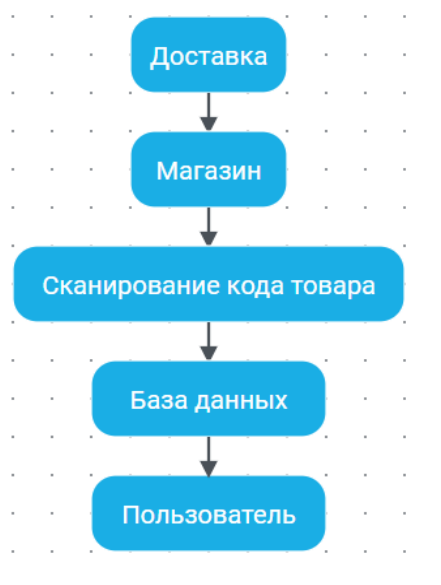 Доставка
Магазин
Сканирование кода товара
База данных
Пользователь